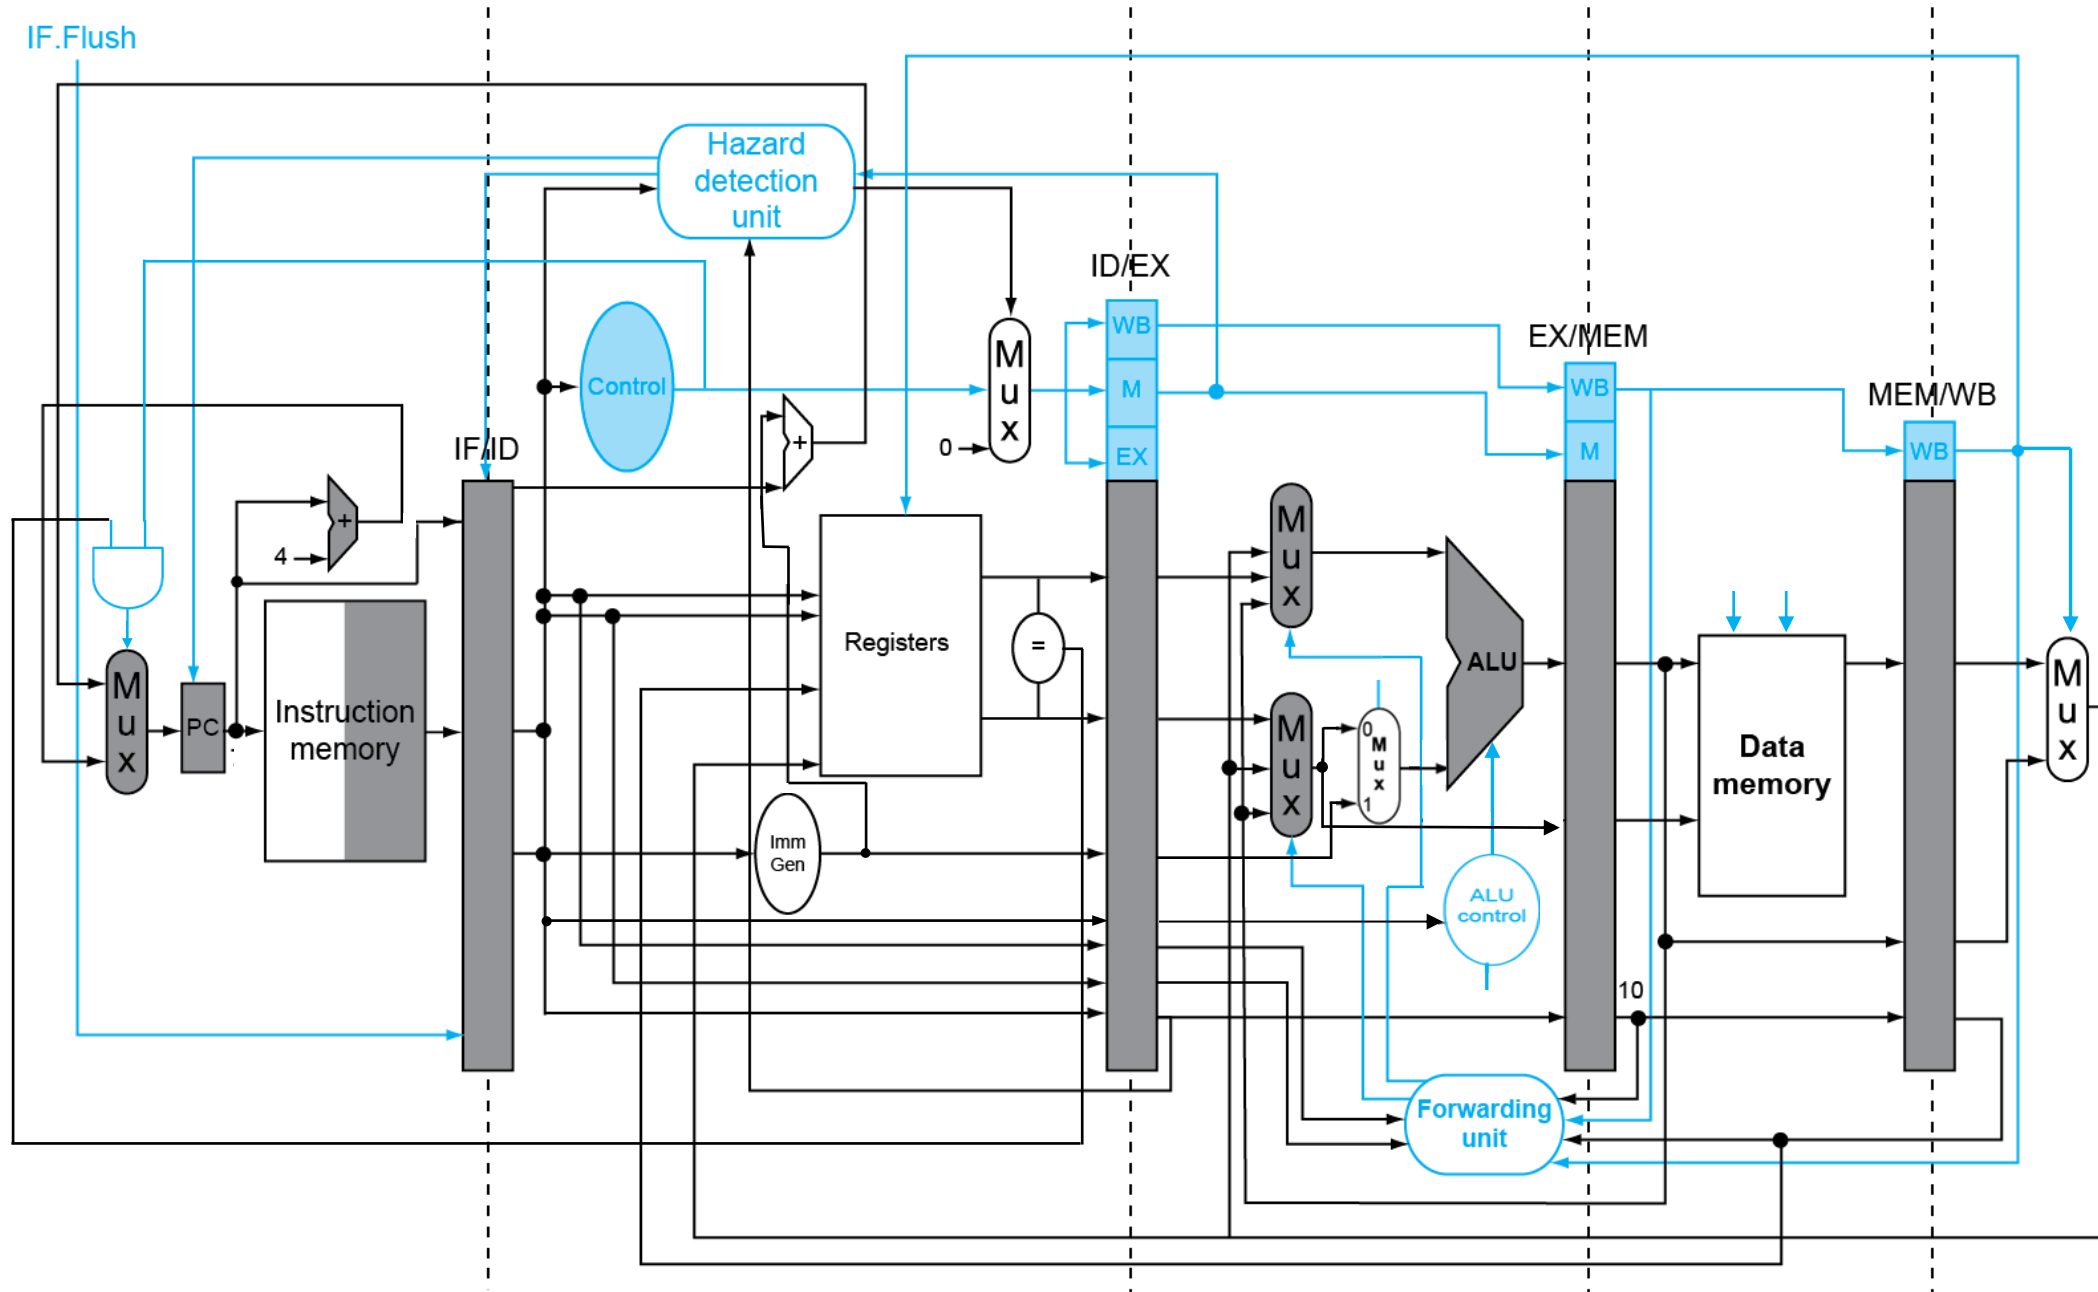 IF.Flush
Hazard
detection
unit
ID/EX
WB
M
EX
EX/MEM
WB
M
MEM/WB
WB
Control
M
u
x
0
+
IF/ID
+
4
M
u
x
PC
Instruction
memory
Registers
=
Imm
Gen
M
u
x
M
u
x
0
M
u
x
1
ALU
ALU
control
Data
memory
M
u
x
10
Forwarding
unit